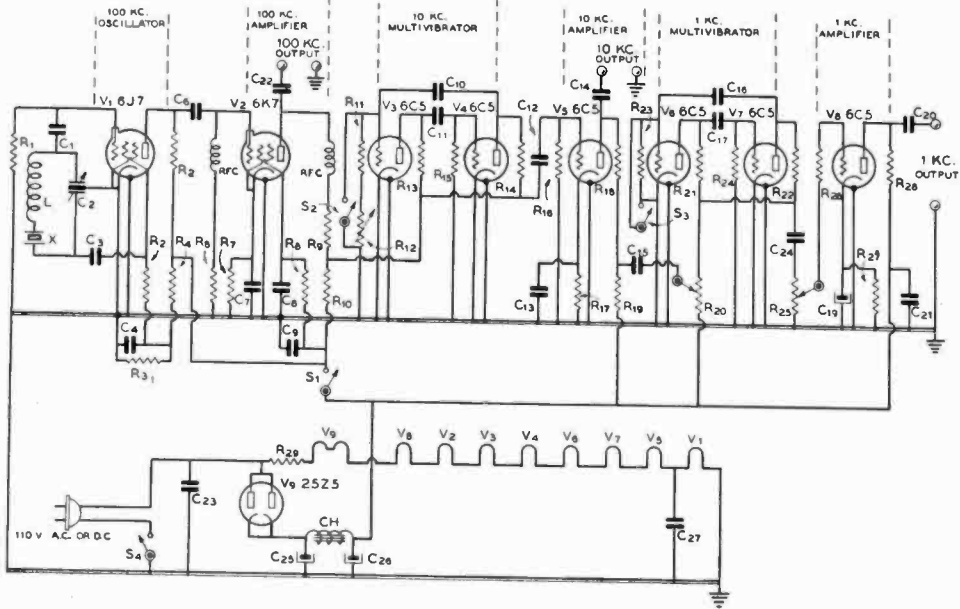 100 KC.
OSCILLATOR
100 KC.
AMPLIFIER
100 KC.
OUTPUT
10 KC.
MULTIVIBRATOR
10 KC.
AMPLIFIER
10 KC.
OUTPUT
1 KC.
MULTIVIBRATOR
1 KC.
AMPLIFIER
V1 6J7
C6
V2 6K7
C22
R11
V3 6C5
C10
C11
V4 6C5
C12
V5 6C5
C14
R23
V6 6C5
C16
C17
V7 6C5
V8 6C5
C20
1 KC.
OUTPUT
R1
C1
L
C2
X
C3
R2
R2
R4
R6
R7
RFC
C7
C8
R8
RFC
S2
R9
R10
R12
R13
R15
R14
R16
R18
C13
R17
C15
R19
S3
R21
R20
R24
R22
C24
R25
R26
C19
R27
R28
C21
C4
R3
C9
S1
R29
V9
V8
V2
V3
V4
V6
V7
V5
V1
V9 25Z5
C23
CH
C25
C26
C27
110 V. A.C. OR D.C
S4